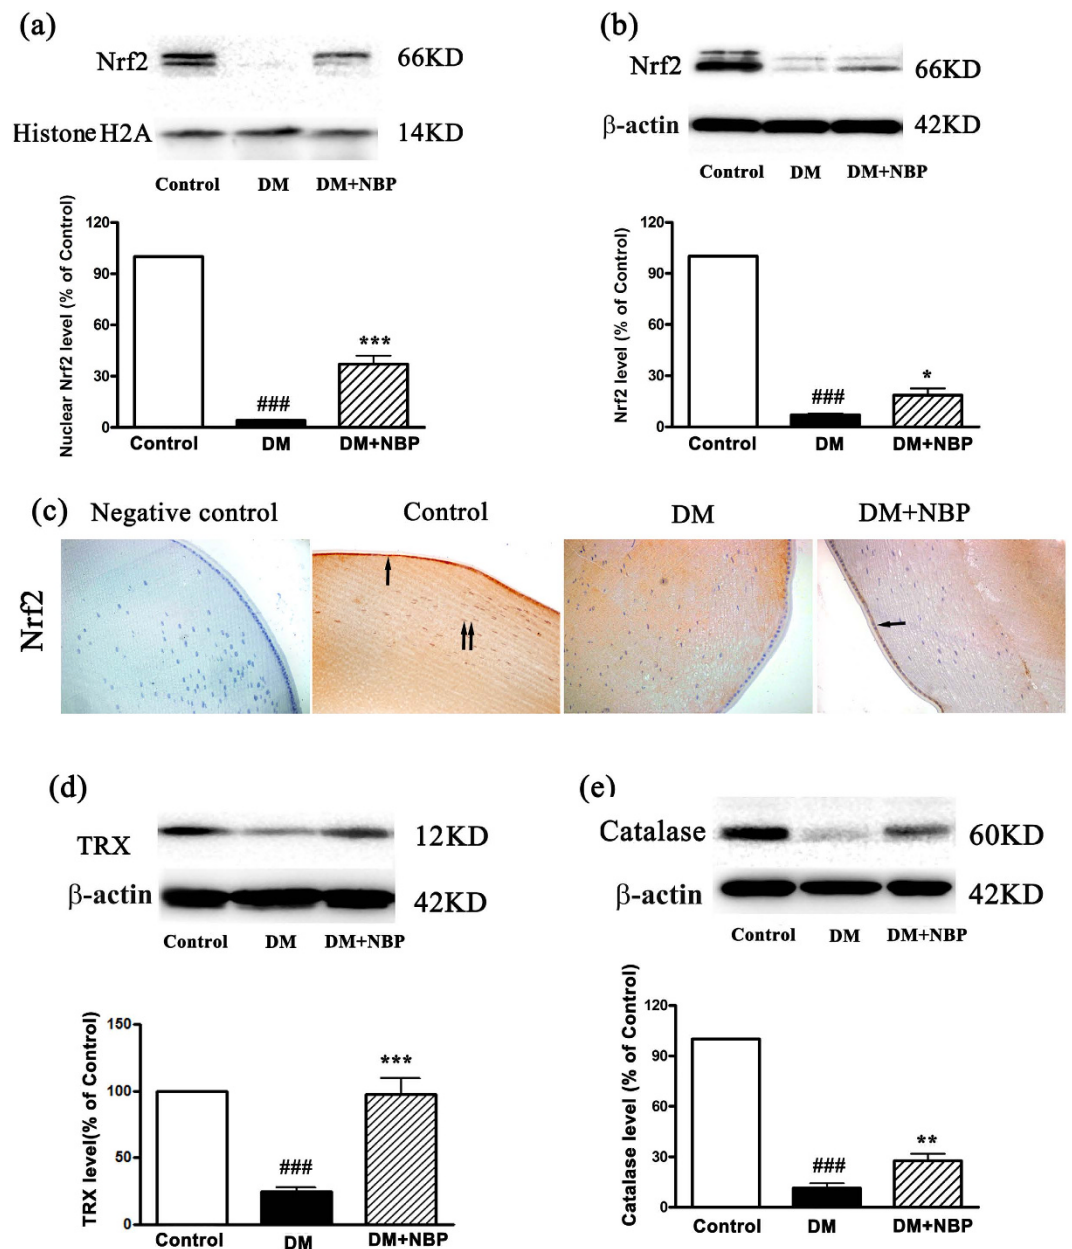 (a)
Nrf2
66KD
HistoneH2A
14KD
Control DM DM+NBP
Nuclear Nrf2 level (% of Control)
120
90
60
30
0
###
***
Control DM DM+NBP
(b)
Nrf2
66KD
β-actin
42KD
Control DM DM+NBP
Nrf2 level (% of Control)
120
90
60
30
0
###
*
Control DM DM+NBP
(c)
Negative control Control DM DM+NBP
Nrf2
(d)
TRX
12KD
β-actin
42KD
Control DM DM+NBP
TRX level(% of Control)
150
100
50
0
###
***
Control DM DM+NBP
(e)
Catalase
60KD
β-actin
42KD
Control DM DM+NBP
Catalase level (% of Control)
120
90
60
30
0
###
**
Control DM DM+NBP